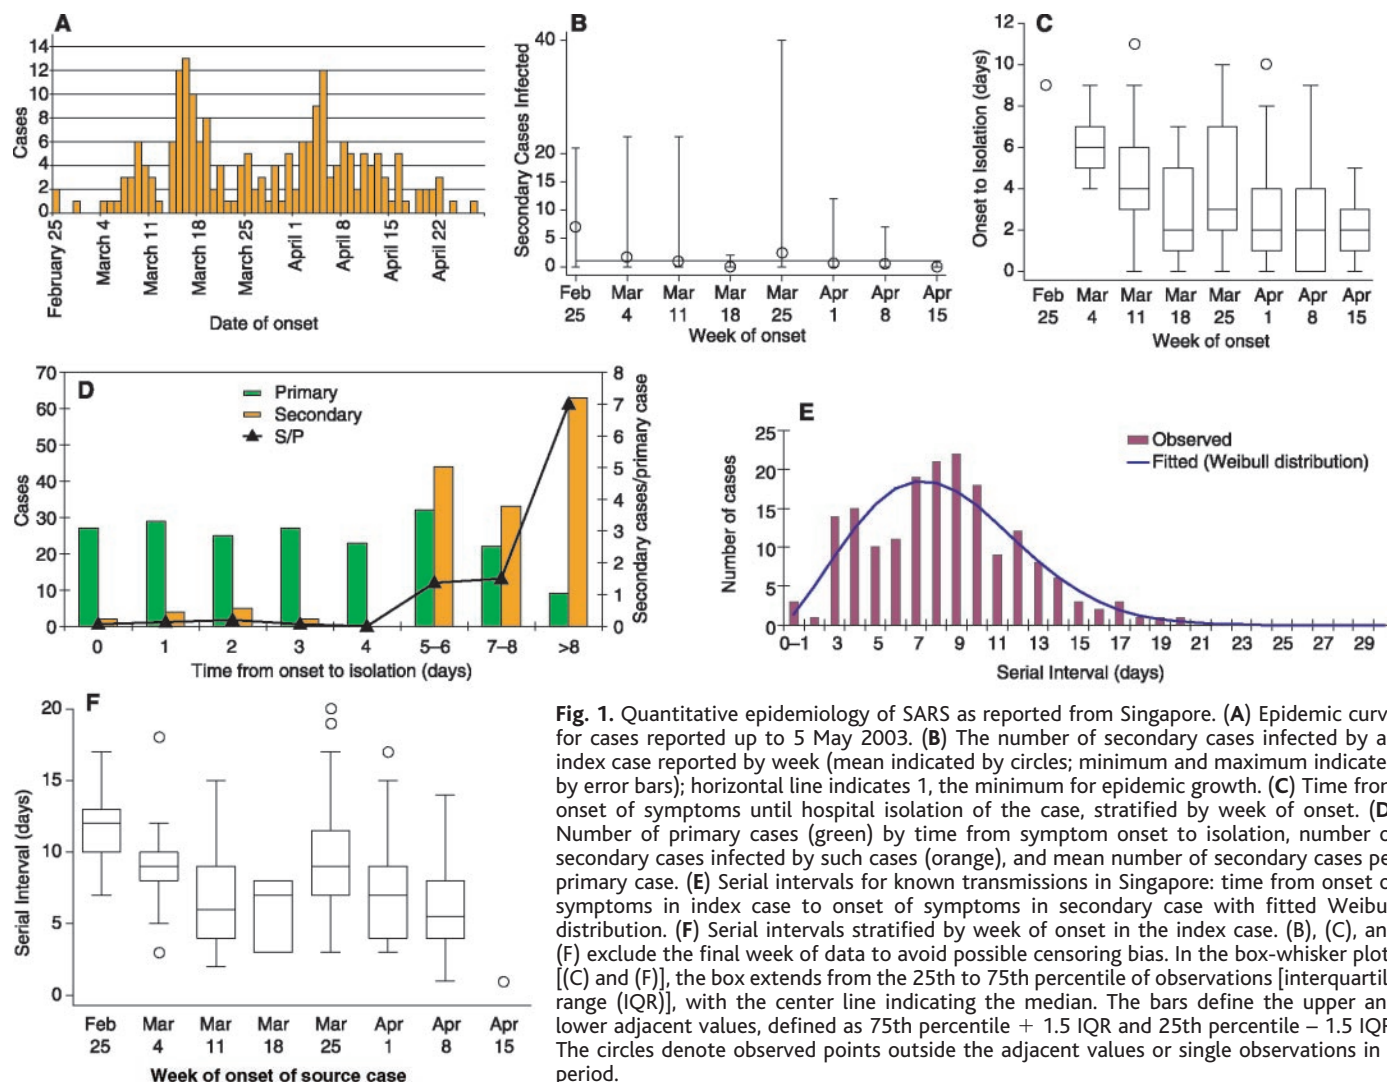 A
14
12
10
8
6
4
2
0
Cases
February 25
March 4
March 11
March 18
March 25
April 1
April 8
April 15
April 22
Date of onset
B
40
20
15
10
5
0
Secondary Cases Infected
Feb Mar Mar Mar Mar Apr Apr Apr
25 4 11 18 25 1 8 15
Week of onset
C
12
10
8
6
4
2
0
Onset to Isolation (days)
Feb Mar Mar Mar Mar Apr Apr Apr
25 4 11 18 25 1 8 15
Week of onset
D
70
60
50
40
30
20
10
0
Cases
Primary
Secondary
S/P
8
7
6
5
4
3
2
1
0
Secondary cases/primary case
0 1 2 3 4 5–6 7–8 >8
Time from onset to isolation (days)
E
25
20
15
10
5
0
Number of cases
Observed
Fitted (Weibull distribution)
0–1 3 5 7 9 11 13 15 17 19 21 23 25 27 29
Serial Interval (days)
F
20
15
10
5
0
Serial Interval (days)
Feb Mar Mar Mar Mar Apr Apr Apr
25 4 11 18 25 1 8 15
Week of onset of source case
Fig. 1. Quantitative epidemiology of SARS as reported from Singapore. (A) Epidemic curv
for cases reported up to 5 May 2003. (B) The number of secondary cases infected by a
index case reported by week (mean indicated by circles; minimum and maximum indicate
by error bars); horizontal line indicates 1, the minimum for epidemic growth. (C) Time fron
onset of symptoms until hospital isolation of the case, stratified by week of onset. (D
Number of primary cases (green) by time from symptom onset to isolation, number o
secondary cases infected by such cases (orange), and mean number of secondary cases pe
primary case. (E) Serial intervals for known transmissions in Singapore: time from onset o
symptoms in index case to onset of symptoms in secondary case with fitted Weibu
distribution. (F) Serial intervals stratified by week of onset in the index case. (B), (C), an
(F) exclude the final week of data to avoid possible censoring bias. In the box-whisker plot
[(C) and (F)], the box extends from the 25th to 75th percentile of observations [interquartil
range (IQR)], with the center line indicating the median. The bars define the upper an
lower adjacent values, defined as 75th percentile + 1.5 IQR and 25th percentile – 1.5 IQR
The circles denote observed points outside the adjacent values or single observations in
period.